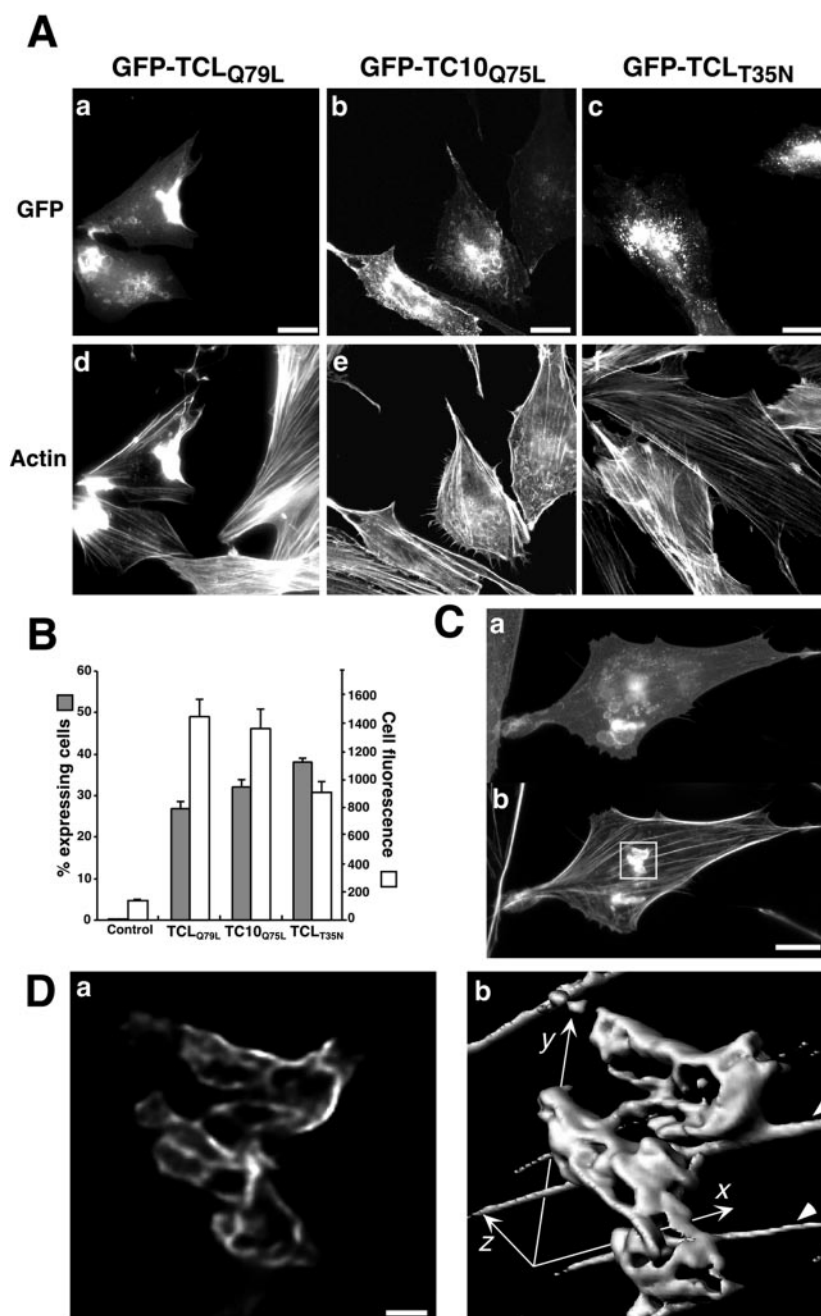 A
GFP-TCLQ79L GFP-TC10Q75L GFP-TCLT35N
a b c
GFP
d e f
Actin
B
% expressing cells
60
50
40
30
20
10
0
Control TCLQ79L TC10Q75L TCLT35N
1600
1400
1200
1000
800
600
400
200
0
Cell fluorescence
C
a
b
D
a
b
y
x
z